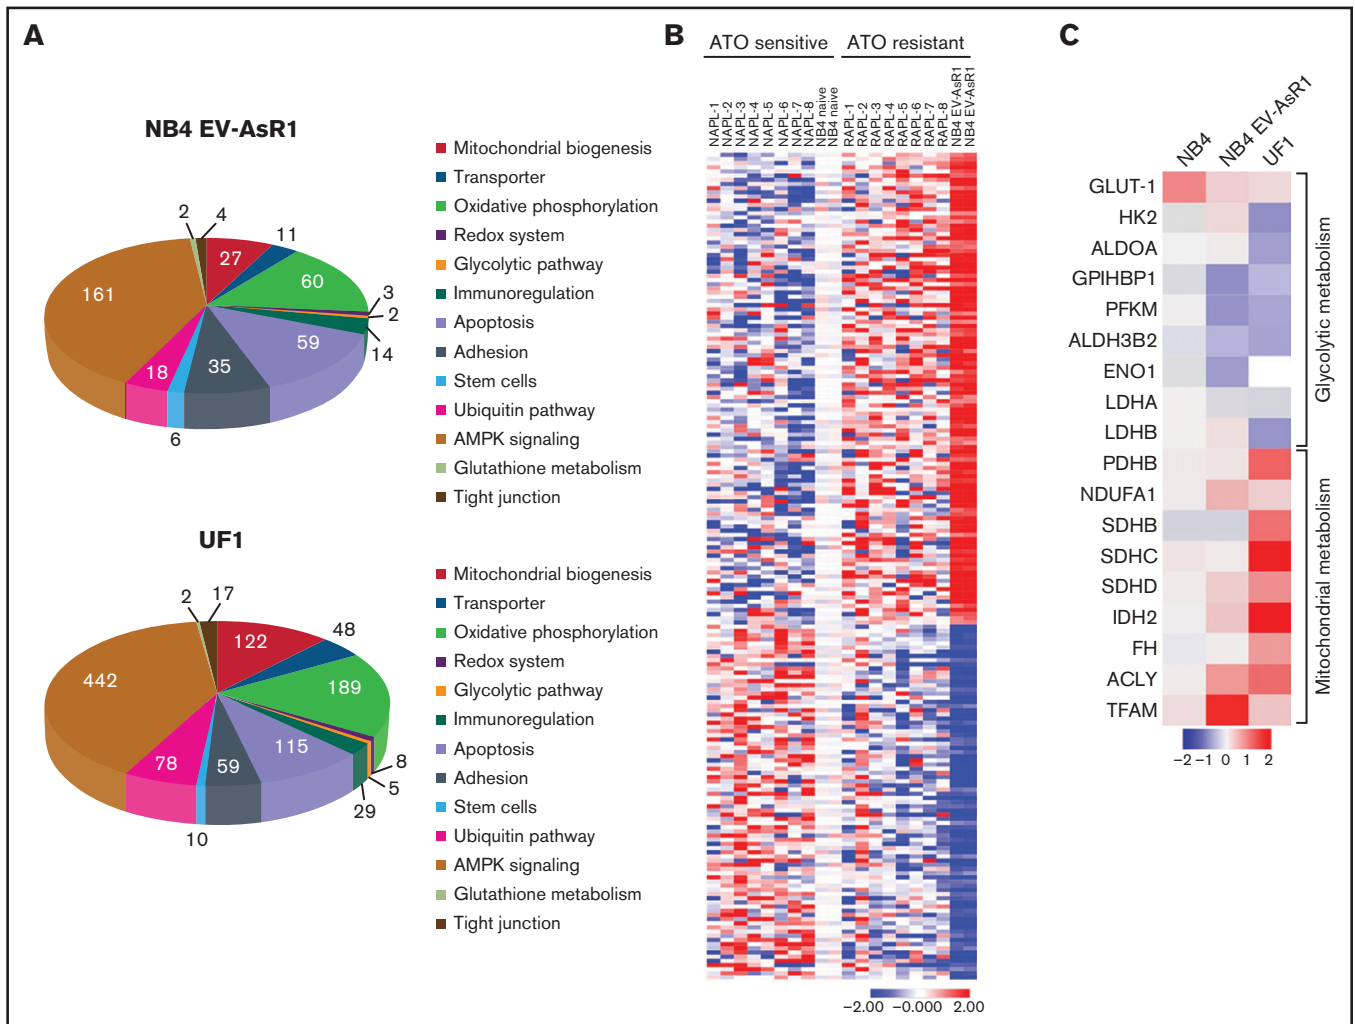 A
NB4 EV-AsR1
2
4
27
11
60
3
2
14
59
35
6
18
161
Mitochondrial biogenesis
Transporter
Oxidative phosphorylation
Redox system
Glycolytic pathway
Immunoregulation
Apoptosis
Adhesion
Stem cells
Ubiquitin pathway
AMPK signaling
Glutathione metabolism
Tight junction
UF1
2
17
122
48
189
8
5
29
115
59
10
78
442
Mitochondrial biogenesis
Transporter
Oxidative phosphorylation
Redox system
Glycolytic pathway
Immunoregulation
Apoptosis
Adhesion
Stem cells
Ubiquitin pathway
AMPK signaling
Glutathione metabolism
Tight junction
B
ATO sensitive
ATO resistant
NAPL-1
NAPL-2
NAPL-3
NAPL-4
NAPL-5
NAPL-6
NAPL-7
NAPL-8
NB4 naive
NB4 naive
RAPL-1
RAPL-2
RAPL-3
RAPL-4
RAPL-5
RAPL-6
RAPL-7
RAPL-8
NB4 EV-AsR1
NB4 EV-AsR1
−2.00 −0.000 2.00
C
NB4
NB4 EV-AsR1
UF1
GLUT-1
HK2
ALDOA
GPIHBP1
PFKM
ALDH3B2
ENO1
LDHA
LDHB
PDHB
NDUFA1
SDHB
SDHC
SDHD
IDH2
FH
ACLY
TFAM
Glycolytic metabolism
Mitochondrial metabolism
−2 −1 0 1 2